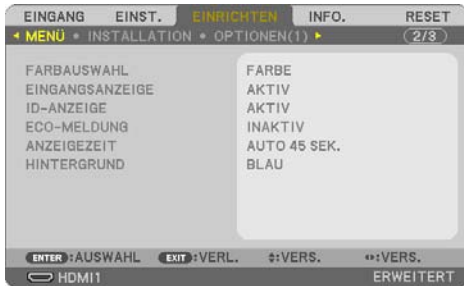 EINGANG EINST. EINRICHTEN INFO. RESET
◂ MENÜ • INSTALLATION • OPTIONEN(1) ▸ 2/3
FARBAUSWAHL FARBE
EINGANGSANZEIGE AKTIV
ID-ANZEIGE AKTIV
ECO-MELDUNG INAKTIV
ANZEIGEZEIT AUTO 45 SEK.
HINTERGRUND BLAU
ENTER :AUSWAHL EXIT :VERL. ♦:VERS. ◂▸:VERS.
HDMI1 ERWEITERT